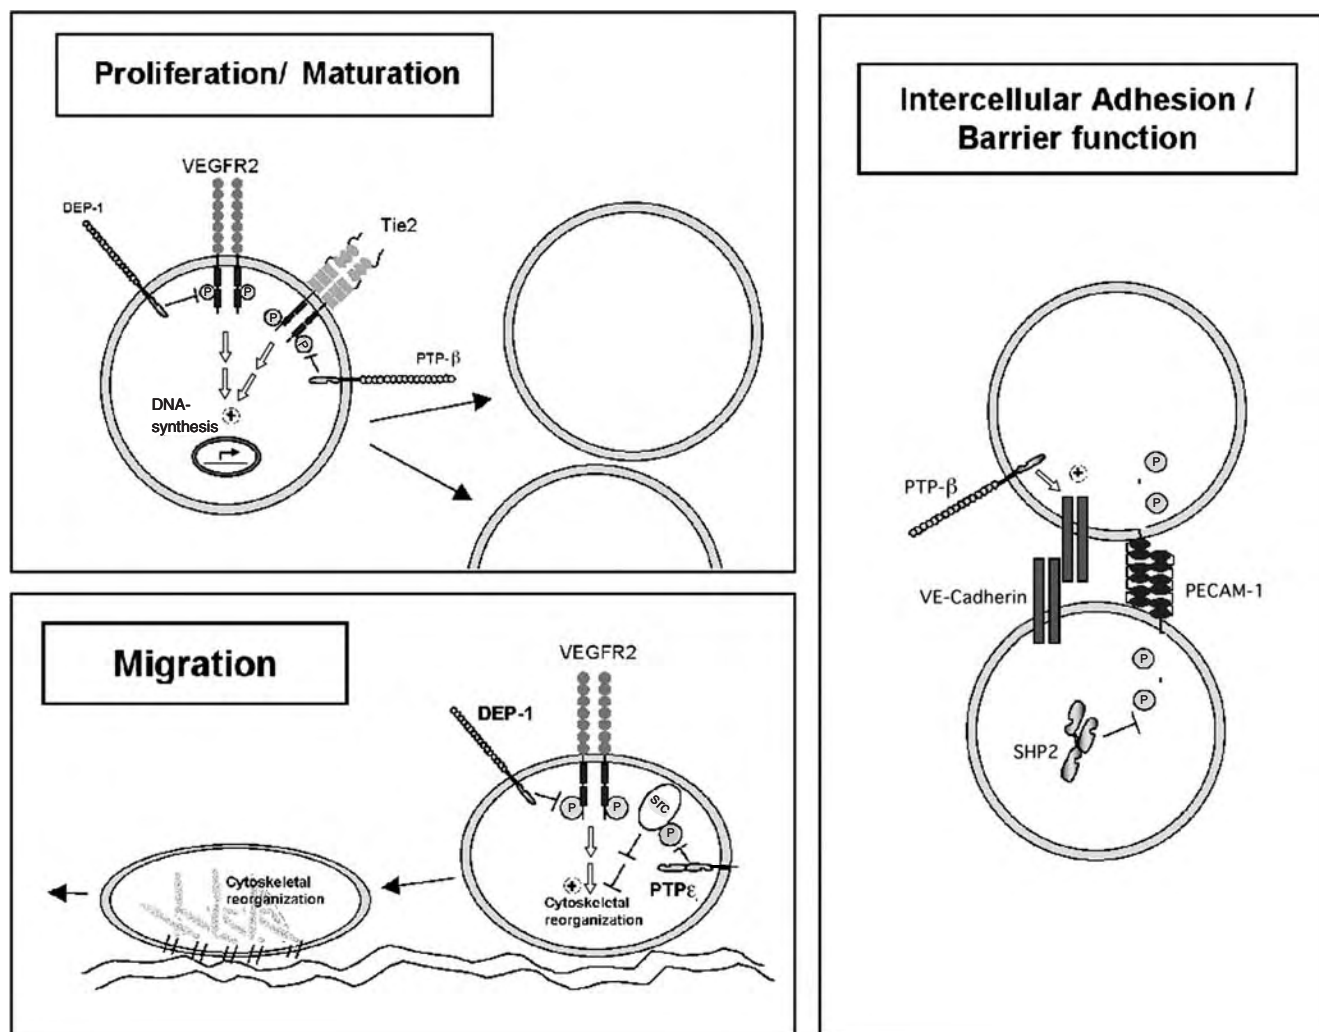 Proliferation/ Maturation
VEGFR2
DEP-1
Tie2
P
P
P
P
PTP-β
DNA-
synthesis
+
Migration
VEGFR2
DEP-1
src
P
P
P
PTPε
+
Cytoskeletal
reorganization
Cytoskeletal
reorganization
Intercellular Adhesion /
Barrier function
P
+
PTP-β
P
VE-Cadherin
PECAM-1
P
P
SHP2